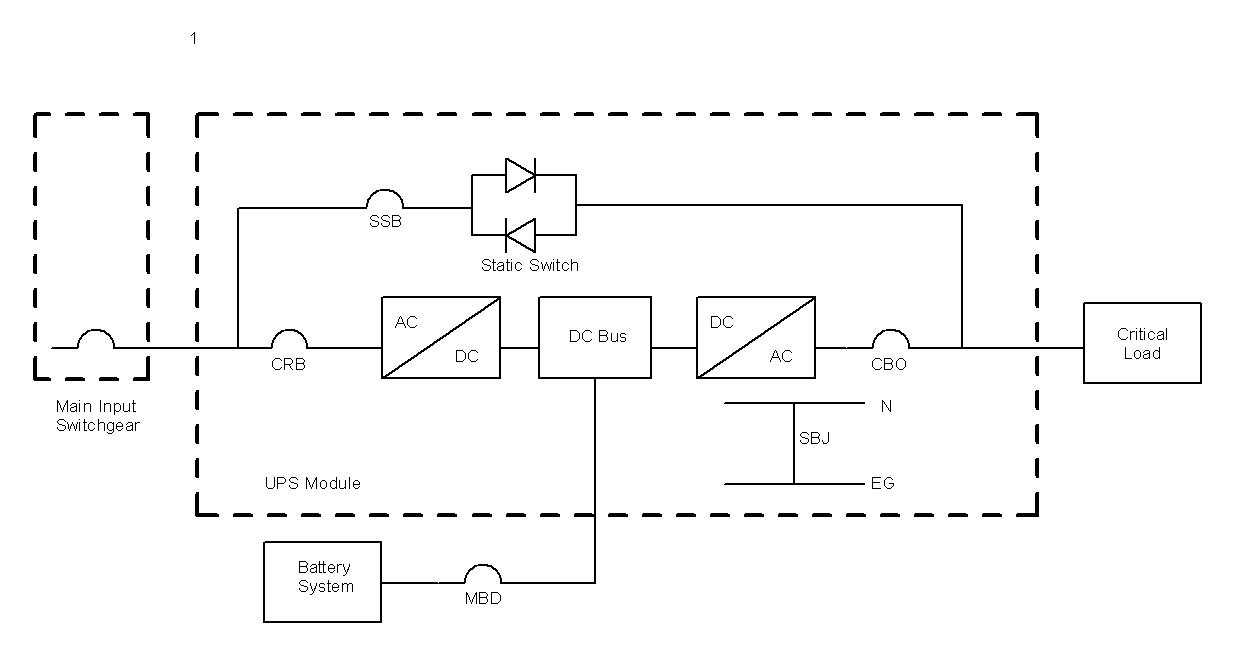 1
SSB
Static Switch
AC
DC
DC Bus
DC
AC
CRB
CBO
Critical
Load
Main Input
Switchgear
N
SBJ
EG
UPS Module
Battery
System
MBD